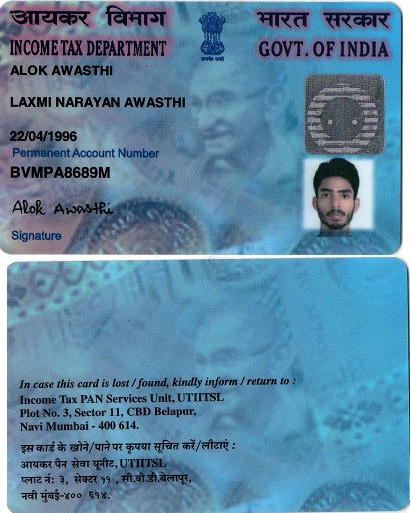 आयकर विभाग
भारत सरकार
INCOME TAX DEPARTMENT
GOVT. OF INDIA
सत्यमेव जयते
ALOK AWASTHI
LAXMI NARAYAN AWASTHI
22/04/1996
Permanent Account Number
BVMPA8689M
Alok Awasthi
Signature
In case this card is lost / found, kindly inform / return to :
Income Tax PAN Services Unit, UTIITSL
Plot No. 3, Sector 11, CBD Belapur,
Navi Mumbai - 400 614.
इस कार्ड के खोने/पाने पर कृपया सूचित करें/लौटाएं :
आयकर पैन सेवा यूनीट, UTIITSL
प्लाट नं: ३, सेक्टर ११ , सी.बी.डी.बेलापूर,
नवी मुंबई-४०० ६१४.